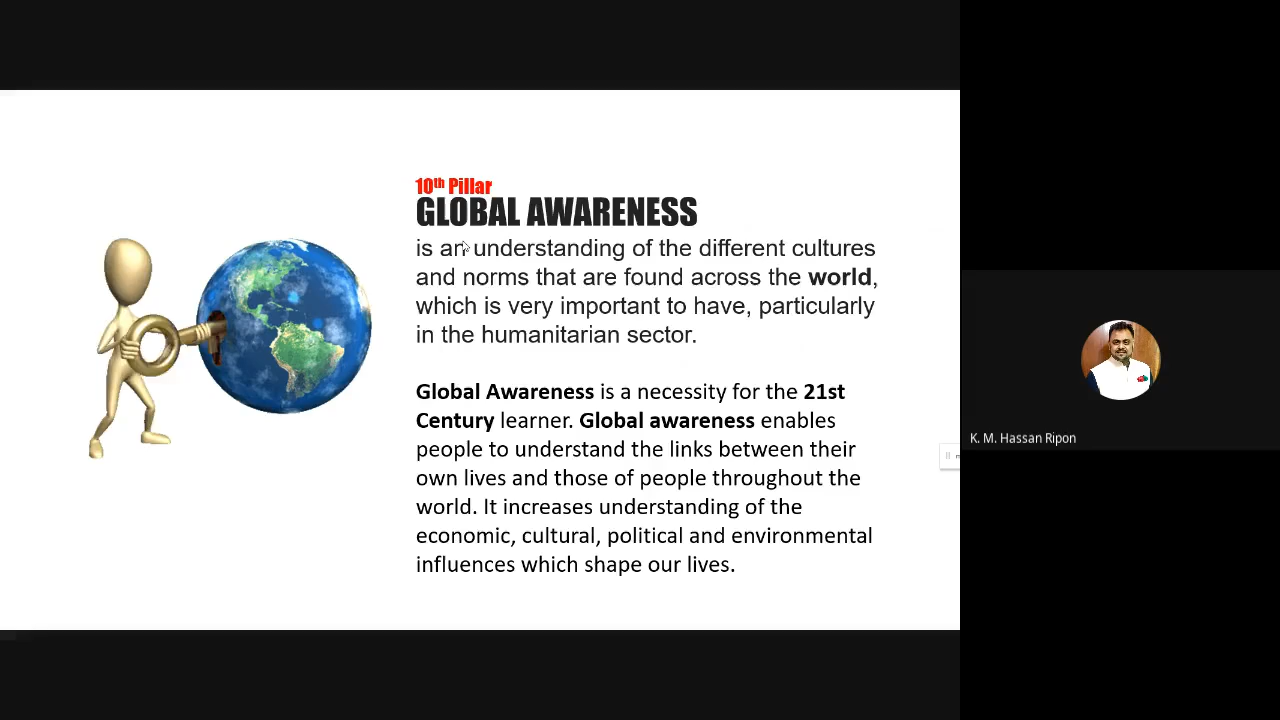 10th Pillar
GLOBAL AWARENESS
is an understanding of the different cultures
and norms that are found across the world,
which is very important to have, particularly
in the humanitarian sector.
Global Awareness is a necessity for the 21st
Century learner. Global awareness enables
people to understand the links between their
own lives and those of people throughout the
world. It increases understanding of the
economic, cultural, political and environmental
influences which shape our lives.
K. M. Hassan Ripon